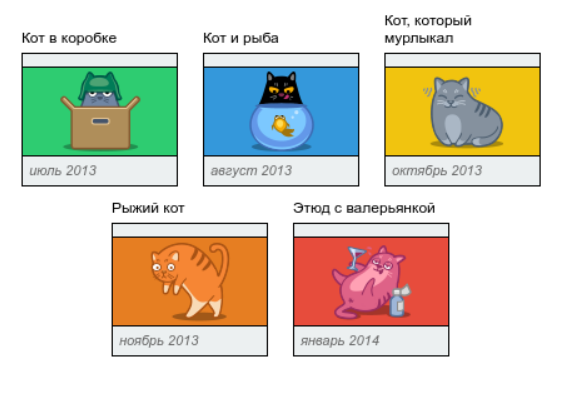 Кот в коробке
июль 2013
Кот и рыба
август 2013
Кот, который
мурлыкал
октябрь 2013
Рыжий кот
ноябрь 2013
Этюд с валерьянкой
январь 2014